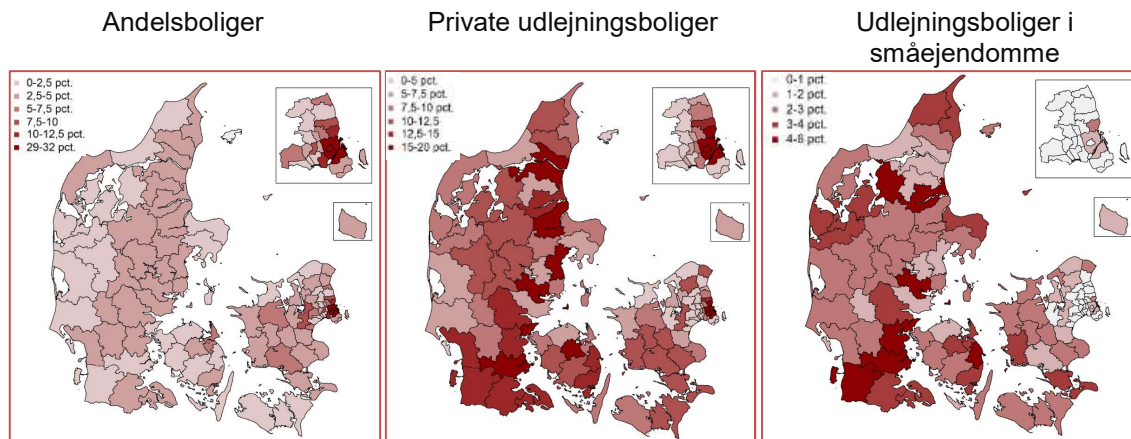 Andelsboliger
0-2,5 pct.
2,5-5 pct.
5-7,5 pct.
7,5-10
10-12,5 pct.
29-32 pct.
Private udlejningsboliger
0-5 pct.
5-7,5 pct.
7,5-10 pct.
10-12,5
12,5-15
15-20 pct.
Udlejningsboliger i
småejendomme
0-1 pct.
1-2 pct.
2-3 pct.
3-4 pct.
4-6 pct.